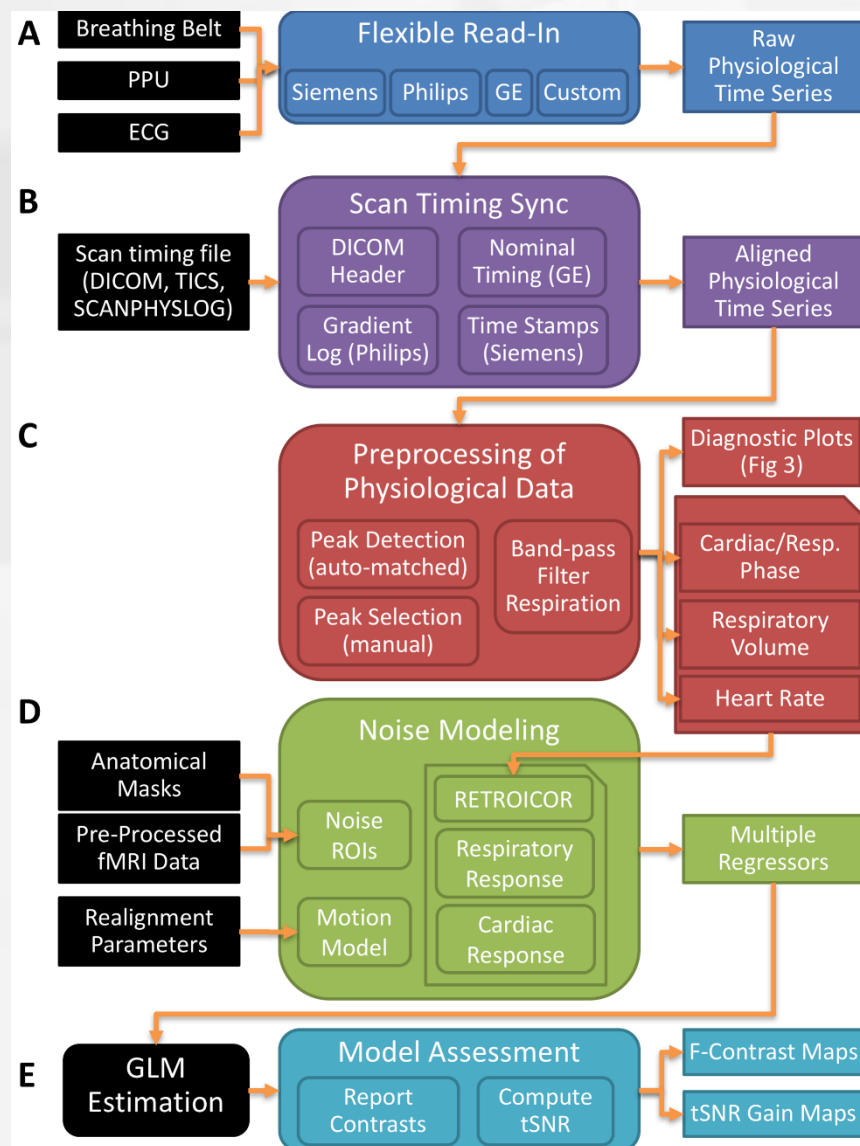 A
Breathing Belt
PPU
ECG
Flexible Read-In
Siemens
Philips
GE
Custom
Raw
Physiological
Time Series
B
Scan timing file
(DICOM, TICS,
SCANPHYSLOG)
Scan Timing Sync
DICOM
Header
Nominal
Timing (GE)
Gradient
Log (Philips)
Time Stamps
(Siemens)
Aligned
Physiological
Time Series
C
Preprocessing of
Physiological Data
Peak Detection
(auto-matched)
Peak Selection
(manual)
Band-pass
Filter
Respiration
Diagnostic Plots
(Fig 3)
Cardiac/Resp.
Phase
Respiratory
Volume
Heart Rate
D
Anatomical
Masks
Pre-Processed
fMRI Data
Realignment
Parameters
Noise Modeling
Noise
ROIs
Motion
Model
RETROICOR
Respiratory
Response
Cardiac
Response
Multiple
Regressors
E
GLM
Estimation
Model Assessment
Report
Contrasts
Compute
tSNR
F-Contrast Maps
tSNR Gain Maps